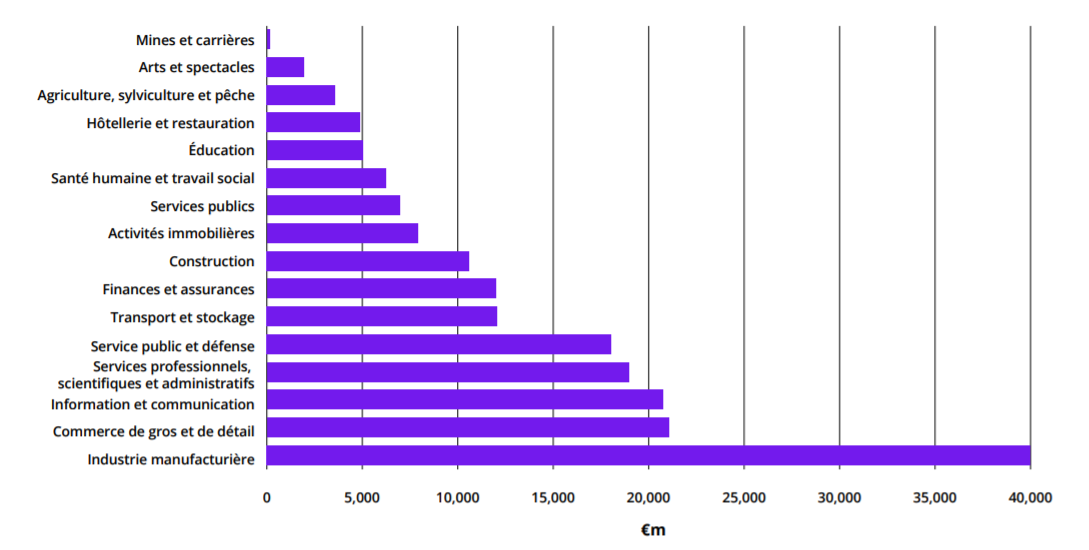 Mines et carrières
Arts et spectacles
Agriculture, sylviculture et pêche
Hôtellerie et restauration
Éducation
Santé humaine et travail social
Services publics
Activités immobilières
Construction
Finances et assurances
Transport et stockage
Service public et défense
Services professionnels,
scientifiques et administratifs
Information et communication
Commerce de gros et de détail
Industrie manufacturière
0 5,000 10,000 15,000 20,000 25,000 30,000 35,000 40,000
€m